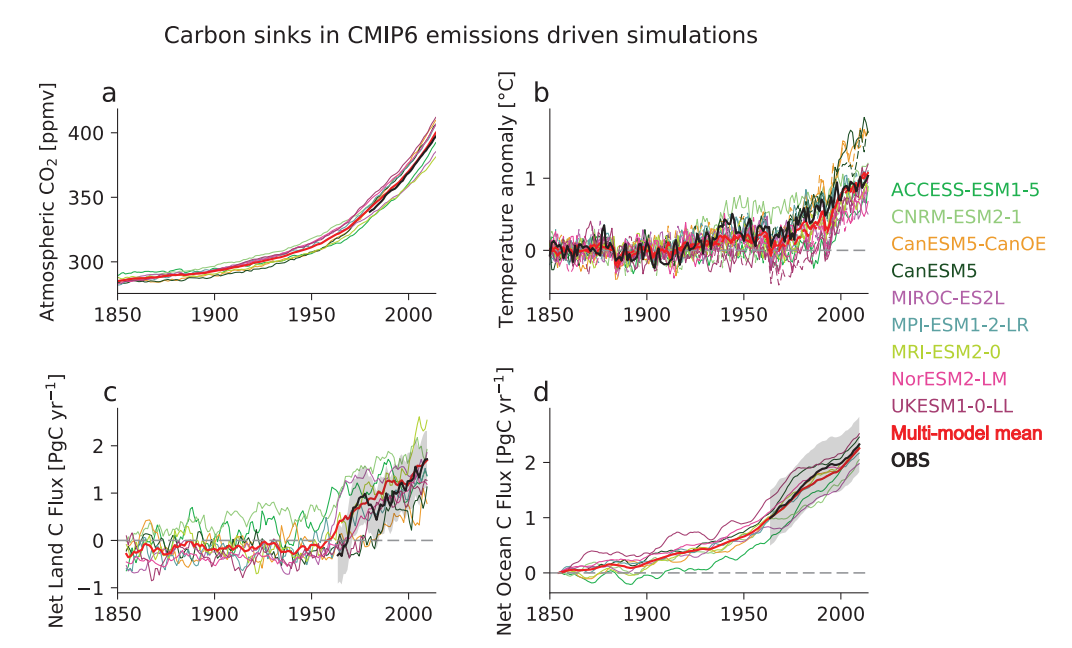 Carbon sinks in CMIP6 emissions driven simulations
a
Atmospheric CO₂ [ppmv]
400
350
300
1850
1900
1950
2000
b
Temperature anomaly [°C]
1
0
1850
1900
1950
2000
c
Net Land C Flux [PgC yr⁻¹]
2
1
0
−1
1850
1900
1950
2000
d
Net Ocean C Flux [PgC yr⁻¹]
2
1
0
1850
1900
1950
2000
ACCESS-ESM1-5
CNRM-ESM2-1
CanESM5-CanOE
CanESM5
MIROC-ES2L
MPI-ESM1-2-LR
MRI-ESM2-0
NorESM2-LM
UKESM1-0-LL
Multi-model mean
OBS